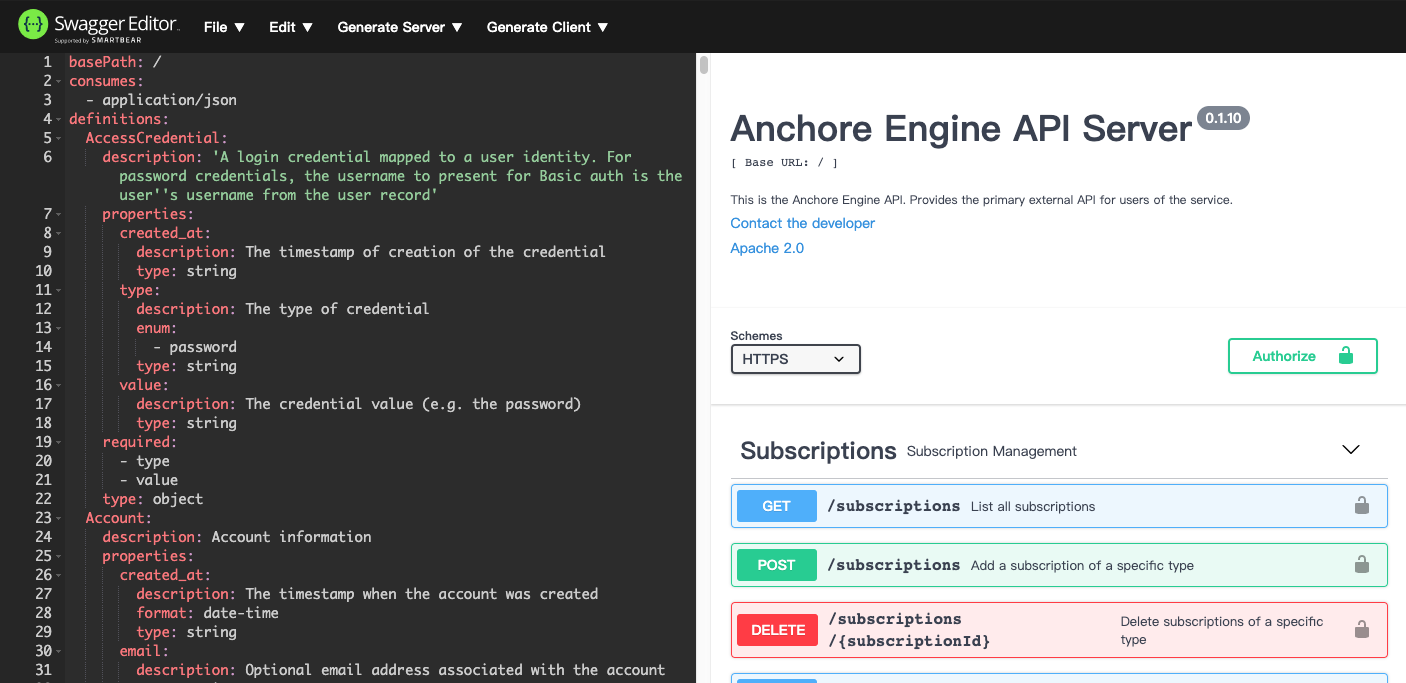 Swagger Editor
Supported by SMARTBEAR
File ▼ Edit ▼ Generate Server ▼ Generate Client ▼
1 basePath: /
2 consumes:
3 - application/json
4 definitions:
5 AccessCredential:
6 description: 'A login credential mapped to a user identity. For
password credentials, the username to present for Basic auth is the
user''s username from the user record'
7 properties:
8 created_at:
9 description: The timestamp of creation of the credential
10 type: string
11 type:
12 description: The type of credential
13 enum:
14 - password
15 type: string
16 value:
17 description: The credential value (e.g. the password)
18 type: string
19 required:
20 - type
21 - value
22 type: object
23 Account:
24 description: Account information
25 properties:
26 created_at:
27 description: The timestamp when the account was created
28 format: date-time
29 type: string
30 email:
31 description: Optional email address associated with the account
Anchore Engine API Server 0.1.10
[ Base URL: / ]
This is the Anchore Engine API. Provides the primary external API for users of the service.
Contact the developer
Apache 2.0
Schemes
HTTPS
Authorize
Subscriptions Subscription Management
GET /subscriptions List all subscriptions
POST /subscriptions Add a subscription of a specific type
DELETE /subscriptions
/{subscriptionId}
Delete subscriptions of a specific
type